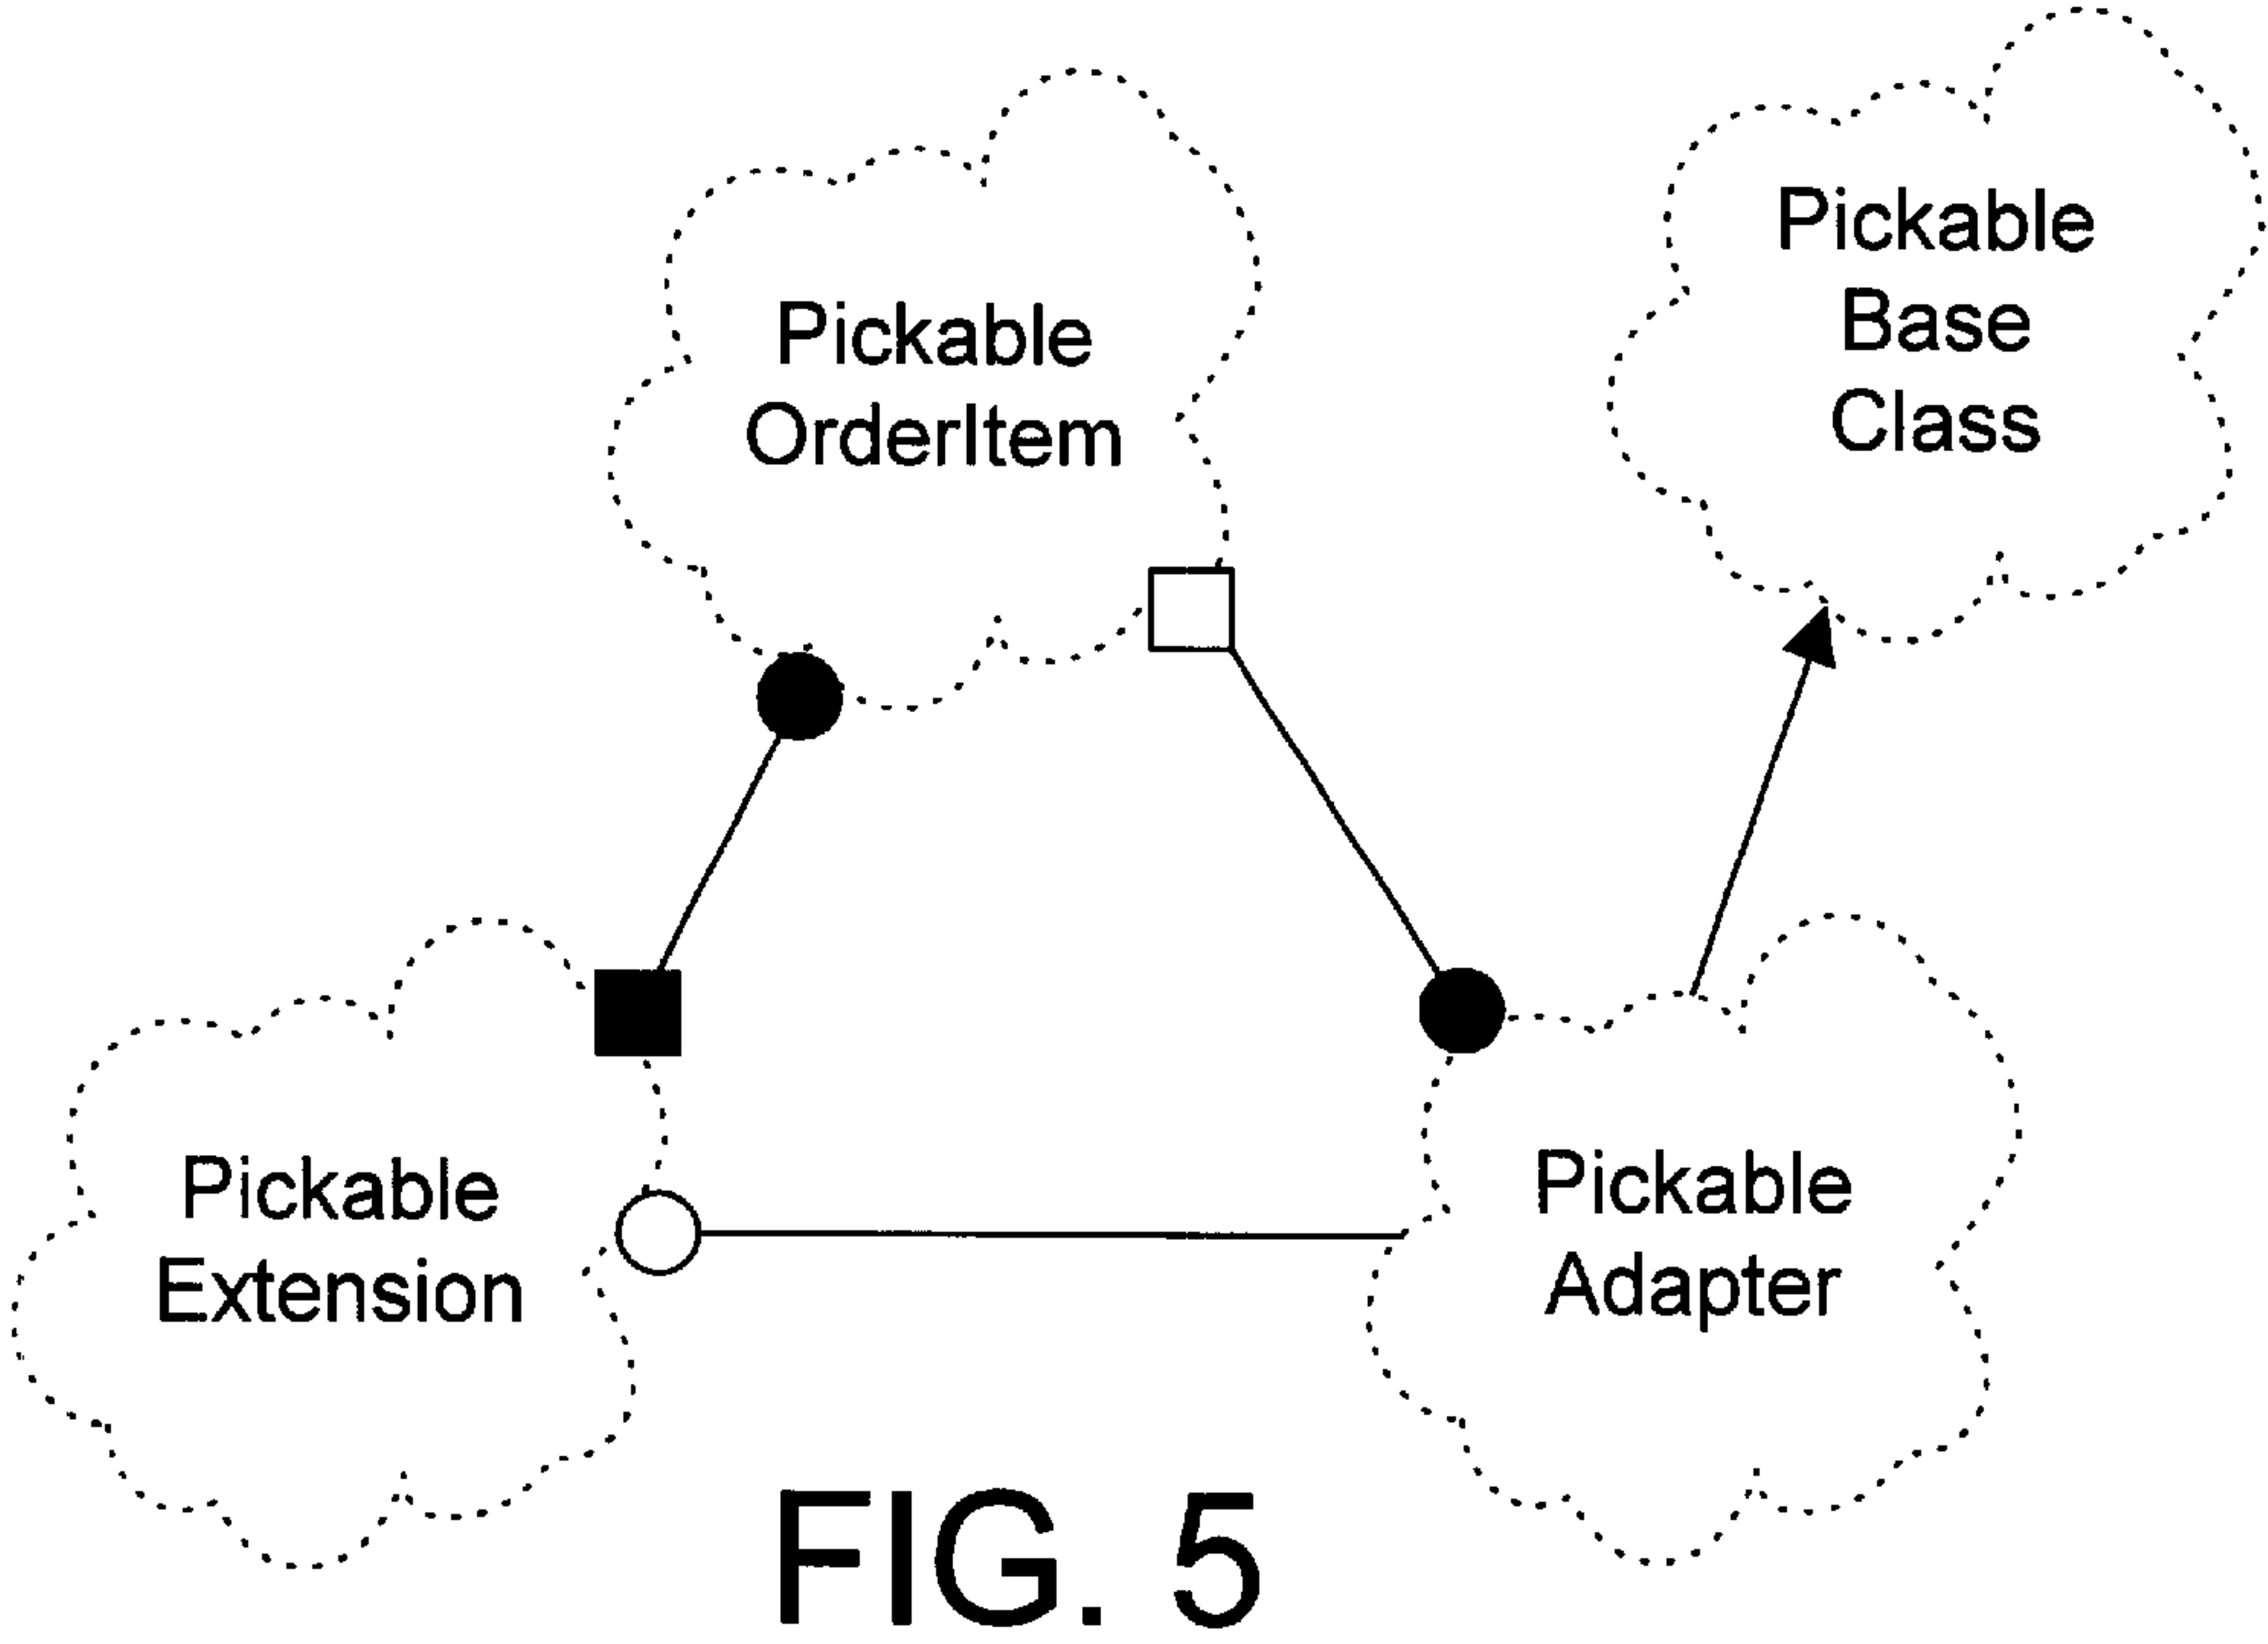 Pickable
Base
Class
Pickable
OrderItem
Pickable
Extension
Pickable
Adapter
FIG. 5